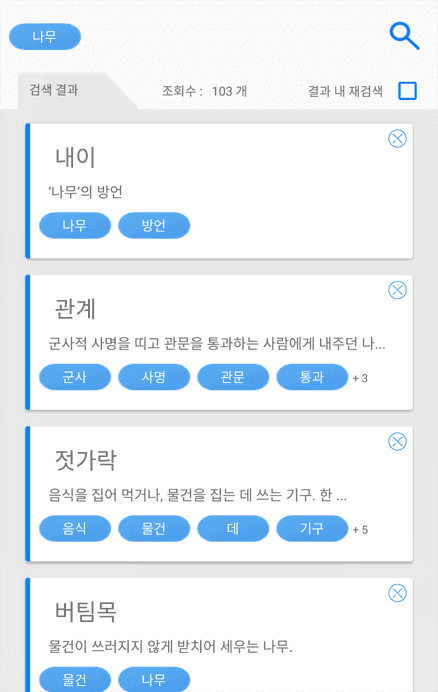 나무
검색 결과 조회수 : 103 개 결과 내 재검색
내이
‘나무’의 방언
나무 방언
관계
군사적 사명을 띠고 관문을 통과하는 사람에게 내주던 나...
군사 사명 관문 통과 + 3
젓가락
음식을 집어 먹거나, 물건을 집는 데 쓰는 기구. 한 ...
음식 물건 데 기구 + 5
버팀목
물건이 쓰러지지 않게 받치어 세우는 나무.
물건 나무